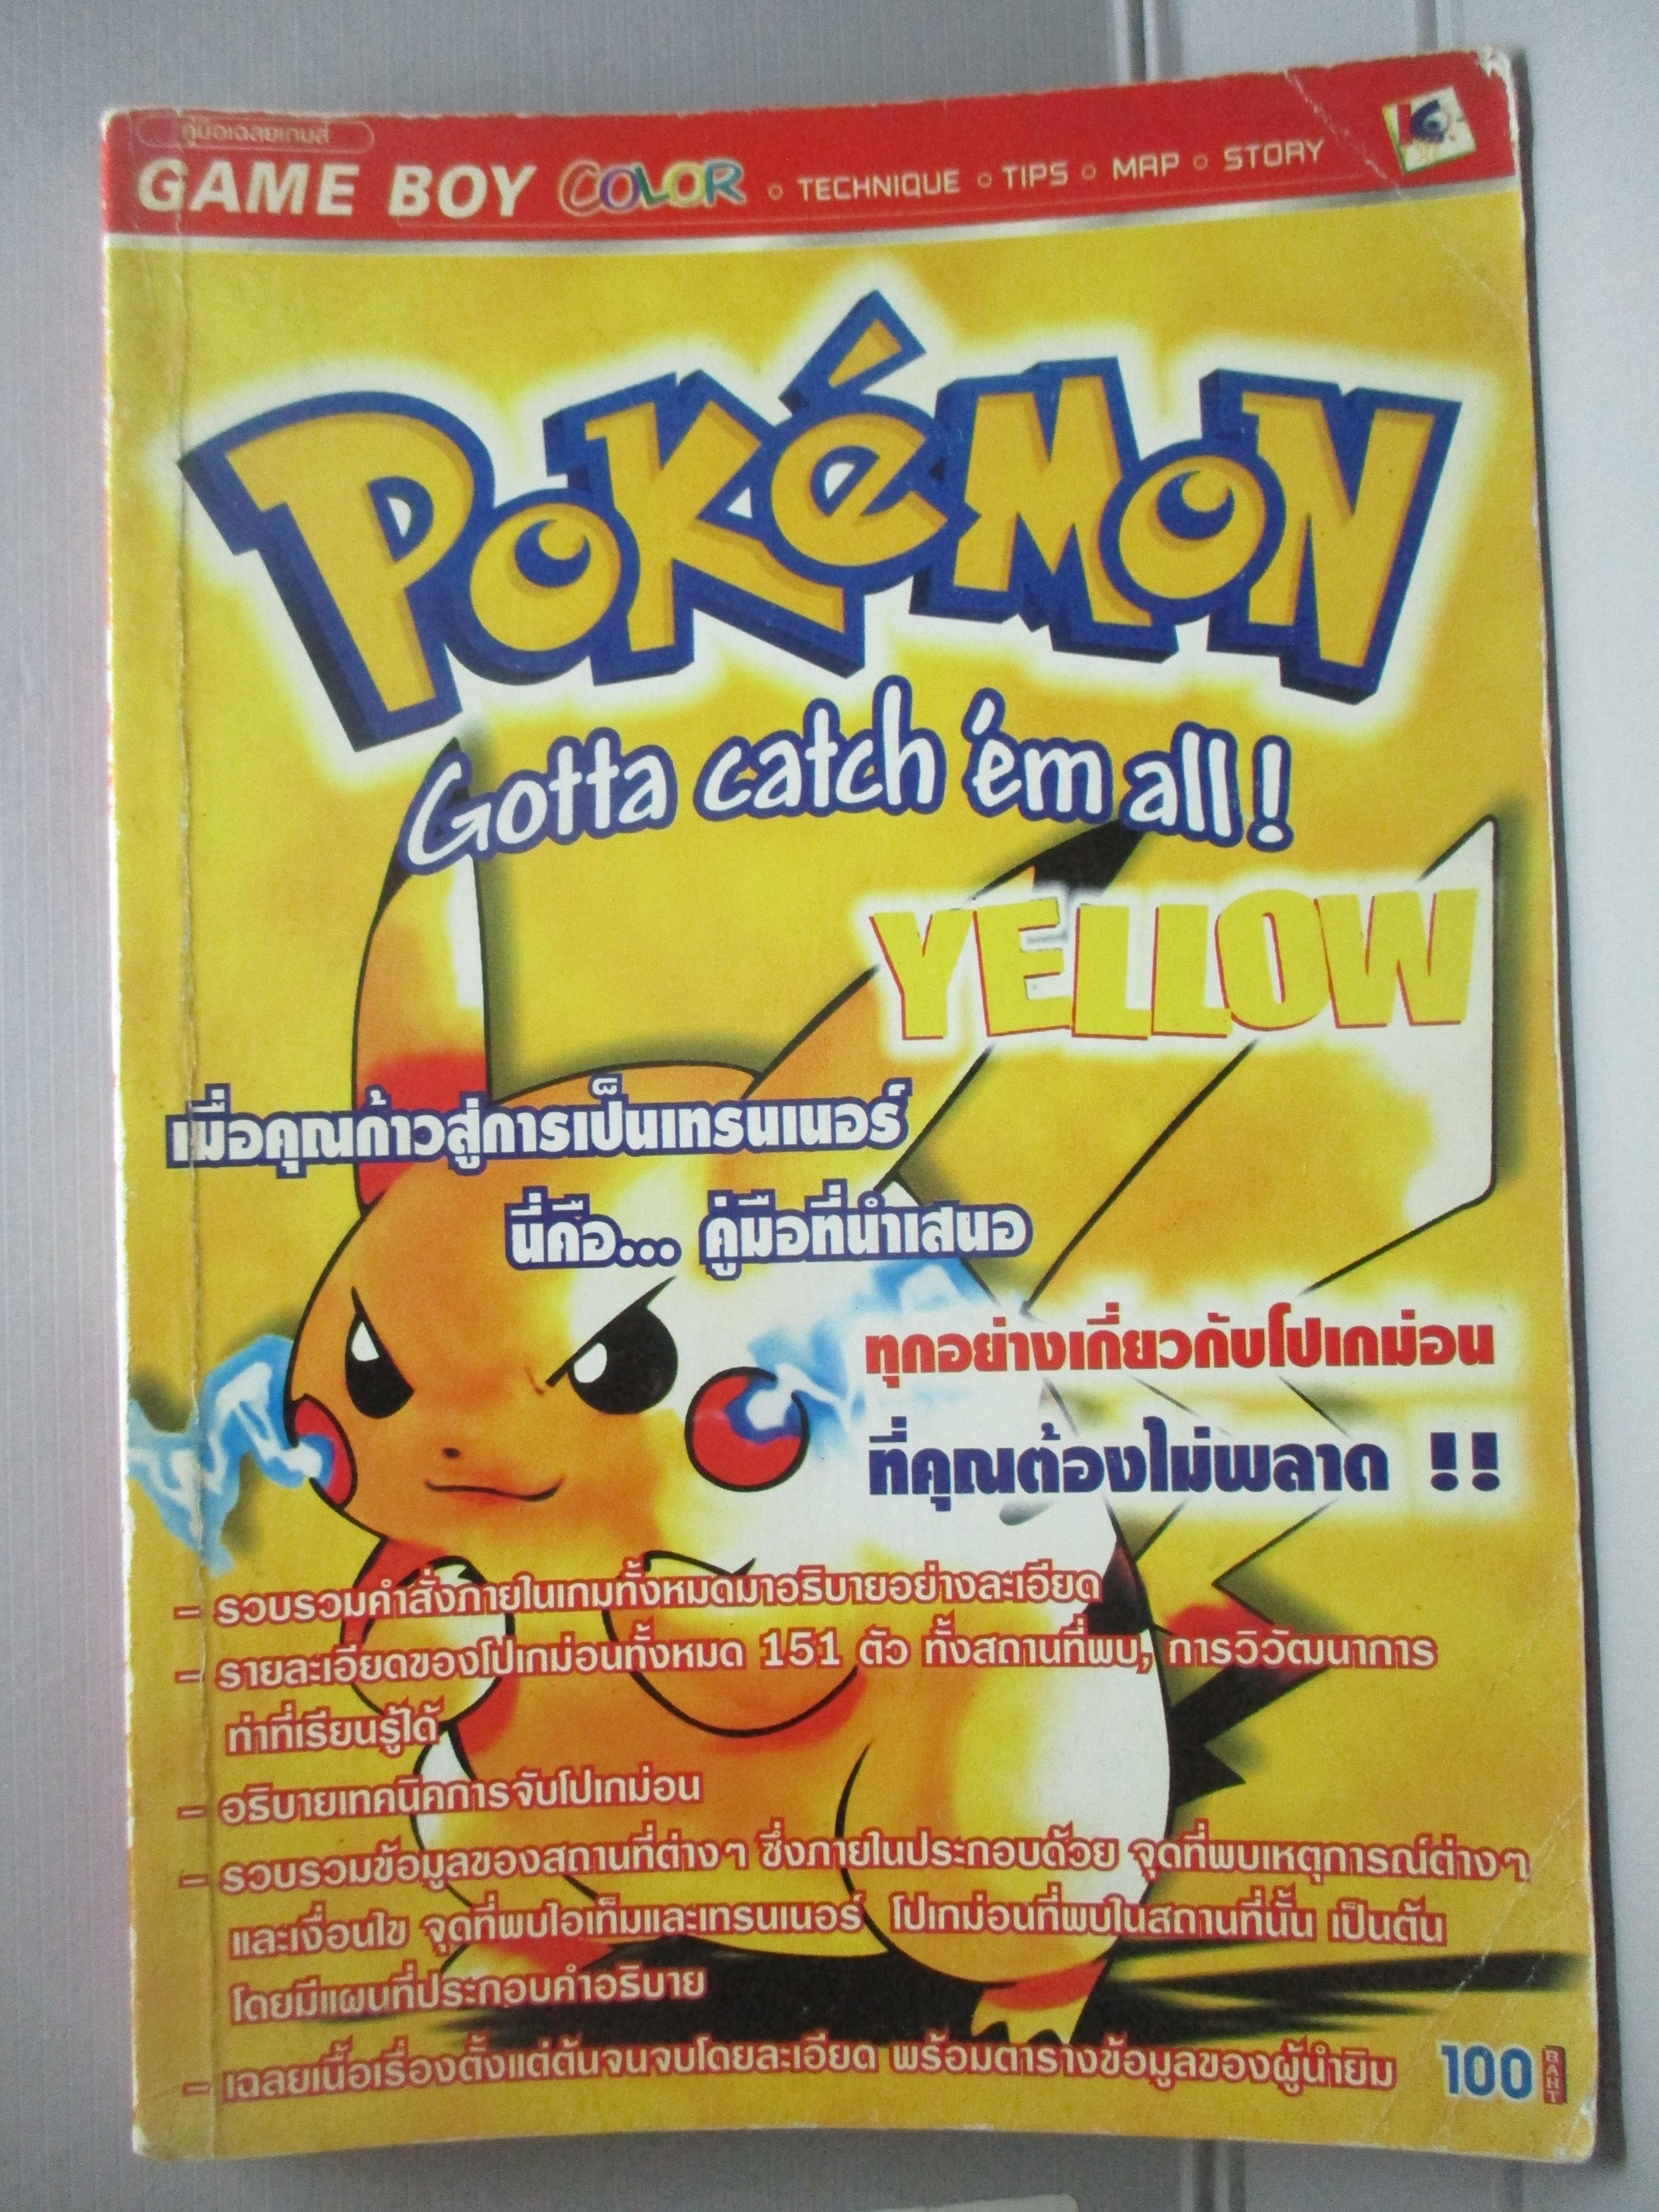 คู่มือเฉลยเกมส์
GAME BOY COLOR ○ TECHNIQUE ○ TIPS ○ MAP ○ STORY
POKéMON
Gotta catch 'em all!
YELLOW
เมื่อคุณก้าวสู่การเป็นเทรนเนอร์
นี่คือ... คู่มือที่นำเสนอ
ทุกอย่างเกี่ยวกับโปเกม่อน
ที่คุณต้องไม่พลาด !!
- รวบรวมคำสั่งภายในเกมทั้งหมดมาอธิบายอย่างละเอียด
- รายละเอียดของโปเกม่อนทั้งหมด 151 ตัว ทั้งสถานที่พบ, การวิวัฒนาการ
ท่าที่เรียนรู้ได้
- อธิบายเทคนิคการจับโปเกม่อน
- รวบรวมข้อมูลของสถานที่ต่างๆ ซึ่งภายในประกอบด้วย จุดที่พบเหตุการณ์ต่างๆ
และเงื่อนไข จุดที่พบไอเท็มและเทรนเนอร์ โปเกม่อนที่พบในสถานที่นั้น เป็นต้น
โดยมีแผนที่ประกอบคำอธิบาย
- เฉลยเนื้อเรื่องตั้งแต่ต้นจนจบโดยละเอียด พร้อมตารางข้อมูลของผู้นำยิม
100 BAHT